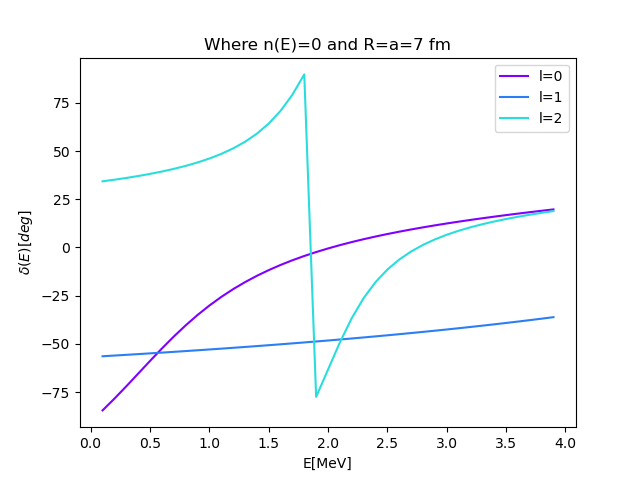 Where n(E)=0 and R=a=7 fm
l=0
l=1
l=2
δ(E)[deg]
75
50
25
0
−25
−50
−75
0.0 0.5 1.0 1.5 2.0 2.5 3.0 3.5 4.0
E[MeV]